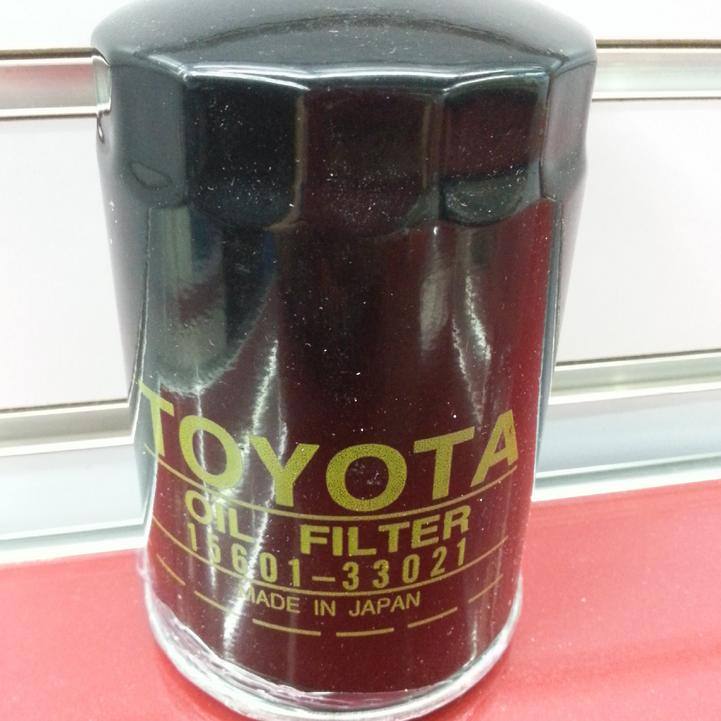 TOYOTA
OIL FILTER
15601-33021
MADE IN JAPAN